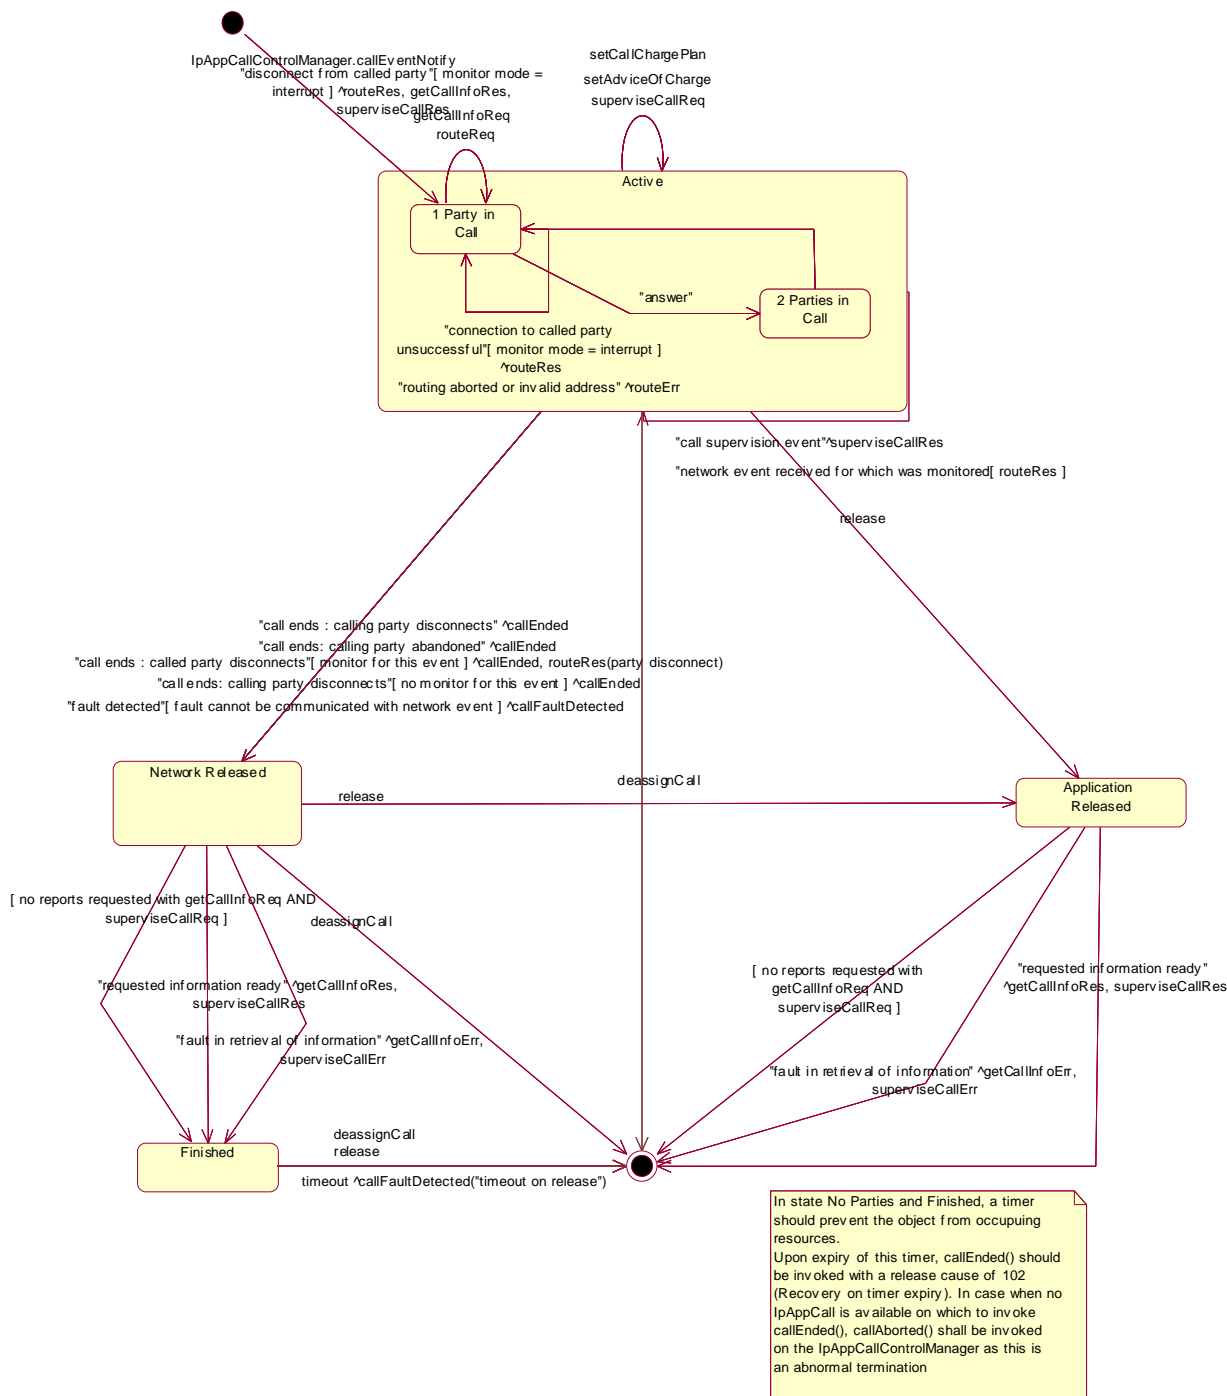 IpAppCallControlManager.callEventNotify
"disconnect from called party"[ monitor mode =
interrupt ] ^routeRes, getCallInfoRes,
superviseCallRes
getCallInfoReq
routeReq
setCallChargePlan
setAdviceOfCharge
superviseCallReq
Active
1 Party in
Call
"answer"
2 Parties in
Call
"connection to called party
unsuccessful"[ monitor mode = interrupt ]
^routeRes
"routing aborted or invalid address" ^routeErr
"call supervision event"^superviseCallRes
"network event received for which was monitored[ routeRes ]
release
"call ends : calling party disconnects" ^callEnded
"call ends: calling party abandoned" ^callEnded
"call ends : called party disconnects"[ monitor for this event ] ^callEnded, routeRes(party disconnect)
"call ends: calling party disconnects"[ no monitor for this event ] ^callEnded
"fault detected"[ fault cannot be communicated with network event ] ^callFaultDetected
Network Released
release
deassignCall
Application
Released
[ no reports requested with getCallInfoReq AND
superviseCallReq ]
deassignCall
"requested information ready" ^getCallInfoRes,
superviseCallRes
"fault in retrieval of information" ^getCallInfoErr,
superviseCallErr
[ no reports requested with
getCallInfoReq AND
superviseCallReq ]
"requested information ready"
^getCallInfoRes, superviseCallRes
"fault in retrieval of information" ^getCallInfoErr,
superviseCallErr
Finished
deassignCall
release
timeout ^callFaultDetected("timeout on release")
In state No Parties and Finished, a timer
should prevent the object from occupuing
resources.
Upon expiry of this timer, callEnded() should
be invoked with a release cause of 102
(Recovery on timer expiry). In case when no
IpAppCall is available on which to invoke
callEnded(), callAborted() shall be invoked
on the IpAppCallControlManager as this is
an abnormal termination